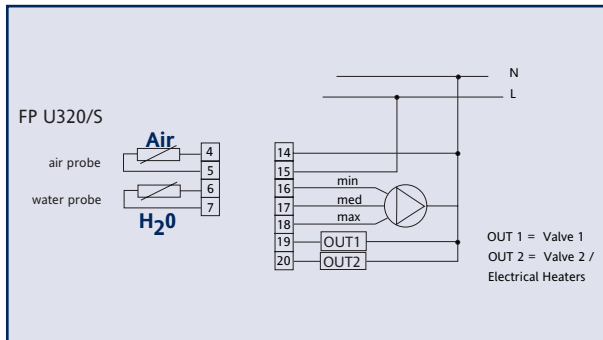 N
L
FP U320/S
Air
air probe
4
5
water probe
6
7
H20
14
15
16
17
18
19
20
min
med
max
OUT1
OUT2
OUT 1 = Valve 1
OUT 2 = Valve 2 /
Electrical Heaters